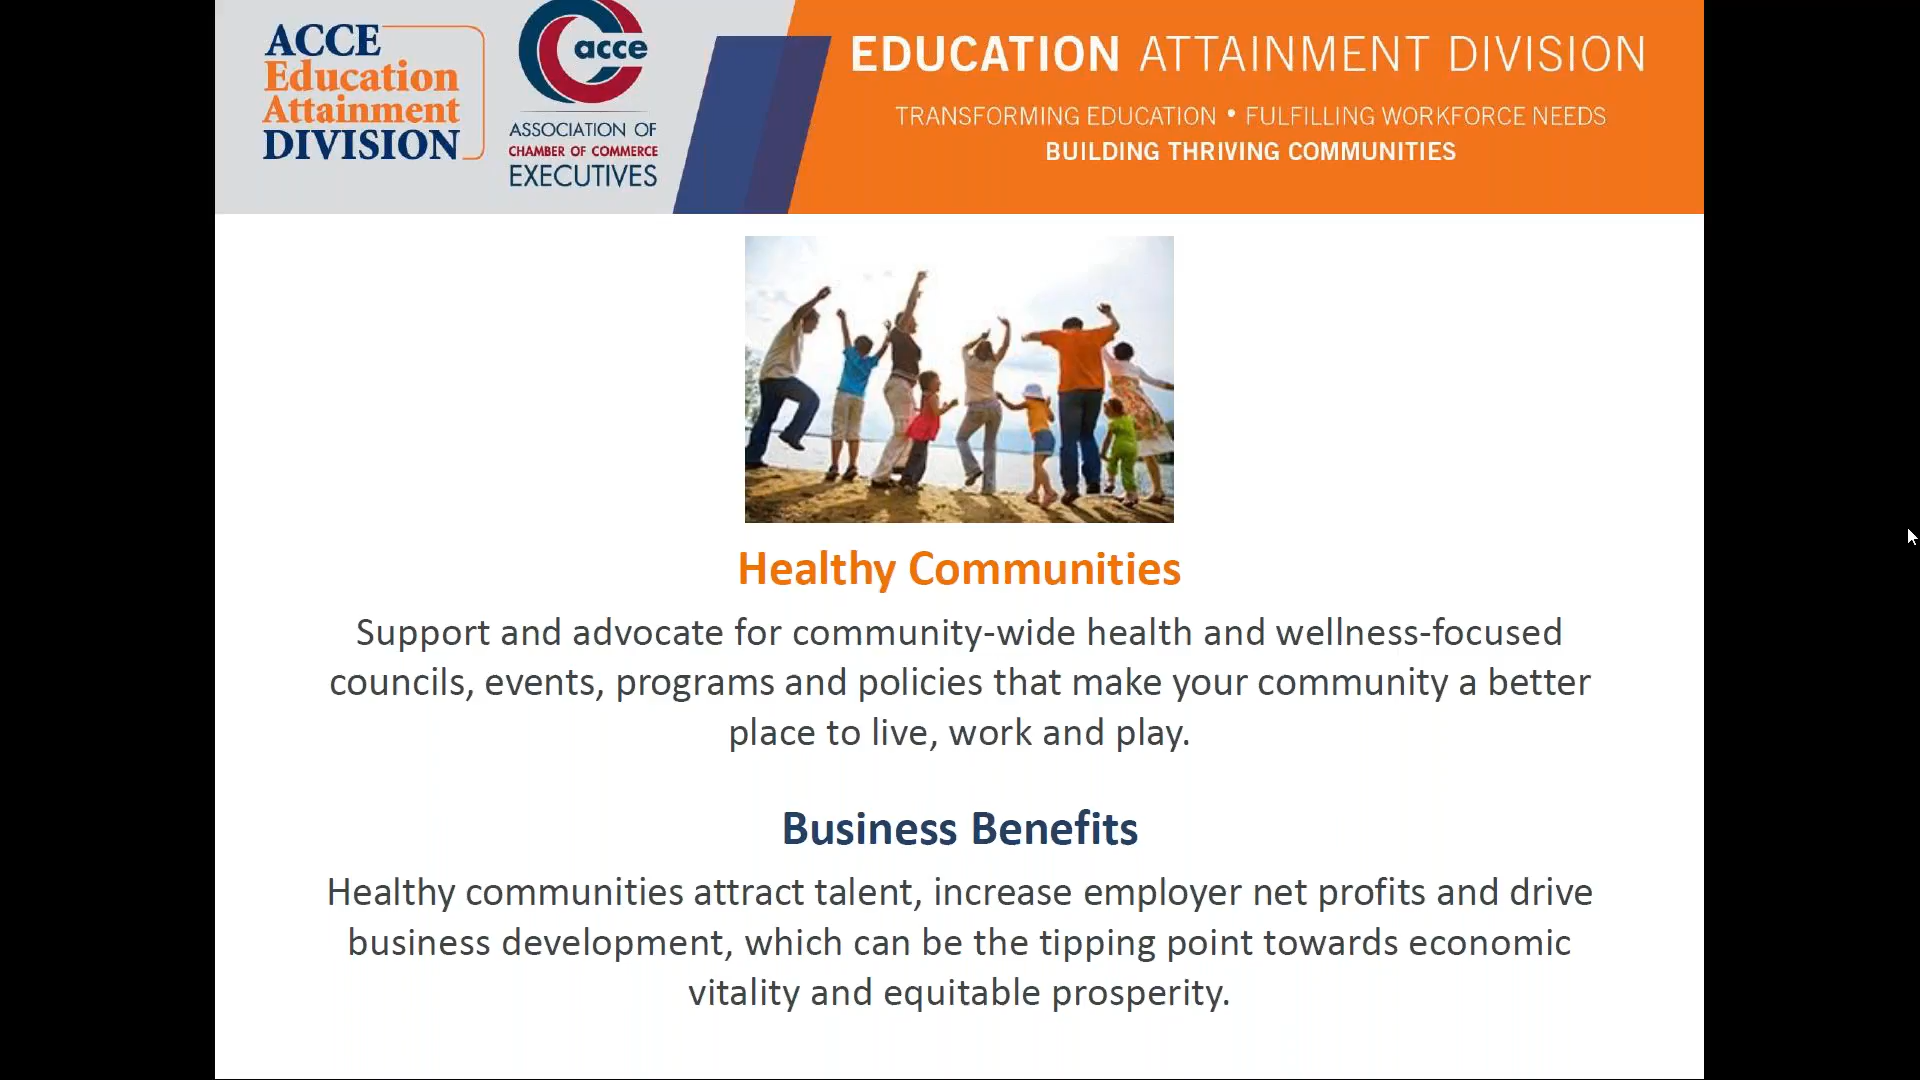 ACCE
Education
Attainment
DIVISION
acce
ASSOCIATION OF
CHAMBER OF COMMERCE
EXECUTIVES
EDUCATION ATTAINMENT DIVISION
TRANSFORMING EDUCATION • FULFILLING WORKFORCE NEEDS
BUILDING THRIVING COMMUNITIES
Healthy Communities
Support and advocate for community-wide health and wellness-focused
councils, events, programs and policies that make your community a better
place to live, work and play.
Business Benefits
Healthy communities attract talent, increase employer net profits and drive
business development, which can be the tipping point towards economic
vitality and equitable prosperity.